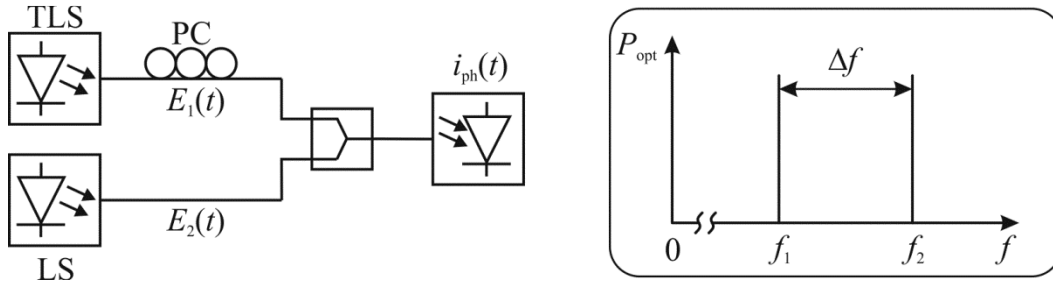 TLS
PC
E₁(t)
iₚₕ(t)
E₂(t)
LS
Pₒₚₜ
Δf
0
f₁
f₂
f